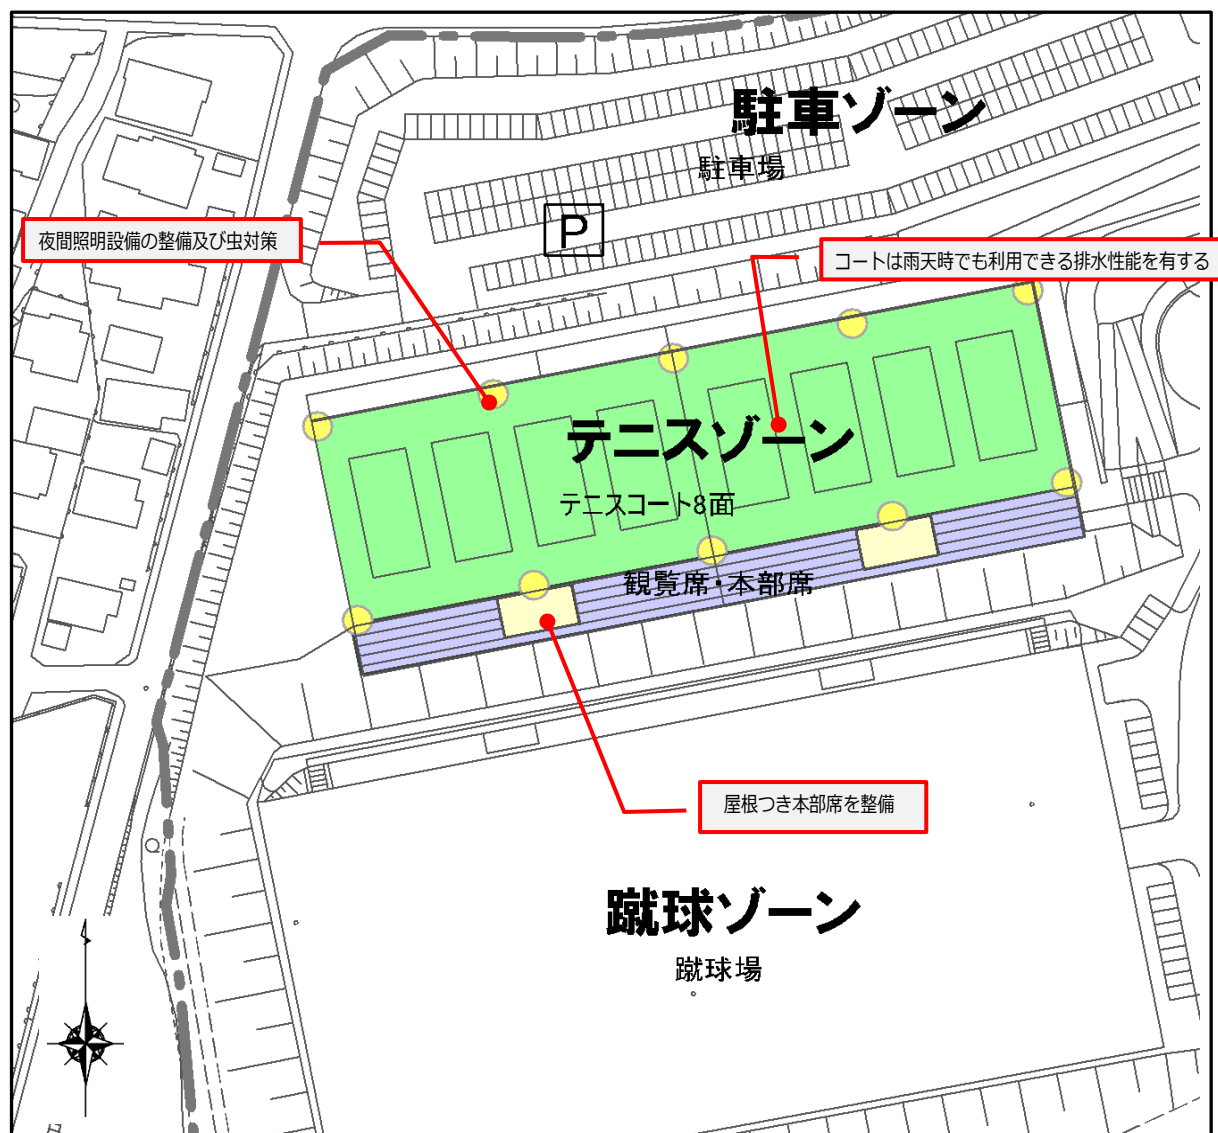 駐車ゾーン
駐車場
P
夜間照明設備の整備及び虫対策
コートは雨天時でも利用できる排水性能を有する
テニスゾーン
テニスコート8面
観覧席・本部席
屋根つき本部席を整備
蹴球ゾーン
蹴球場